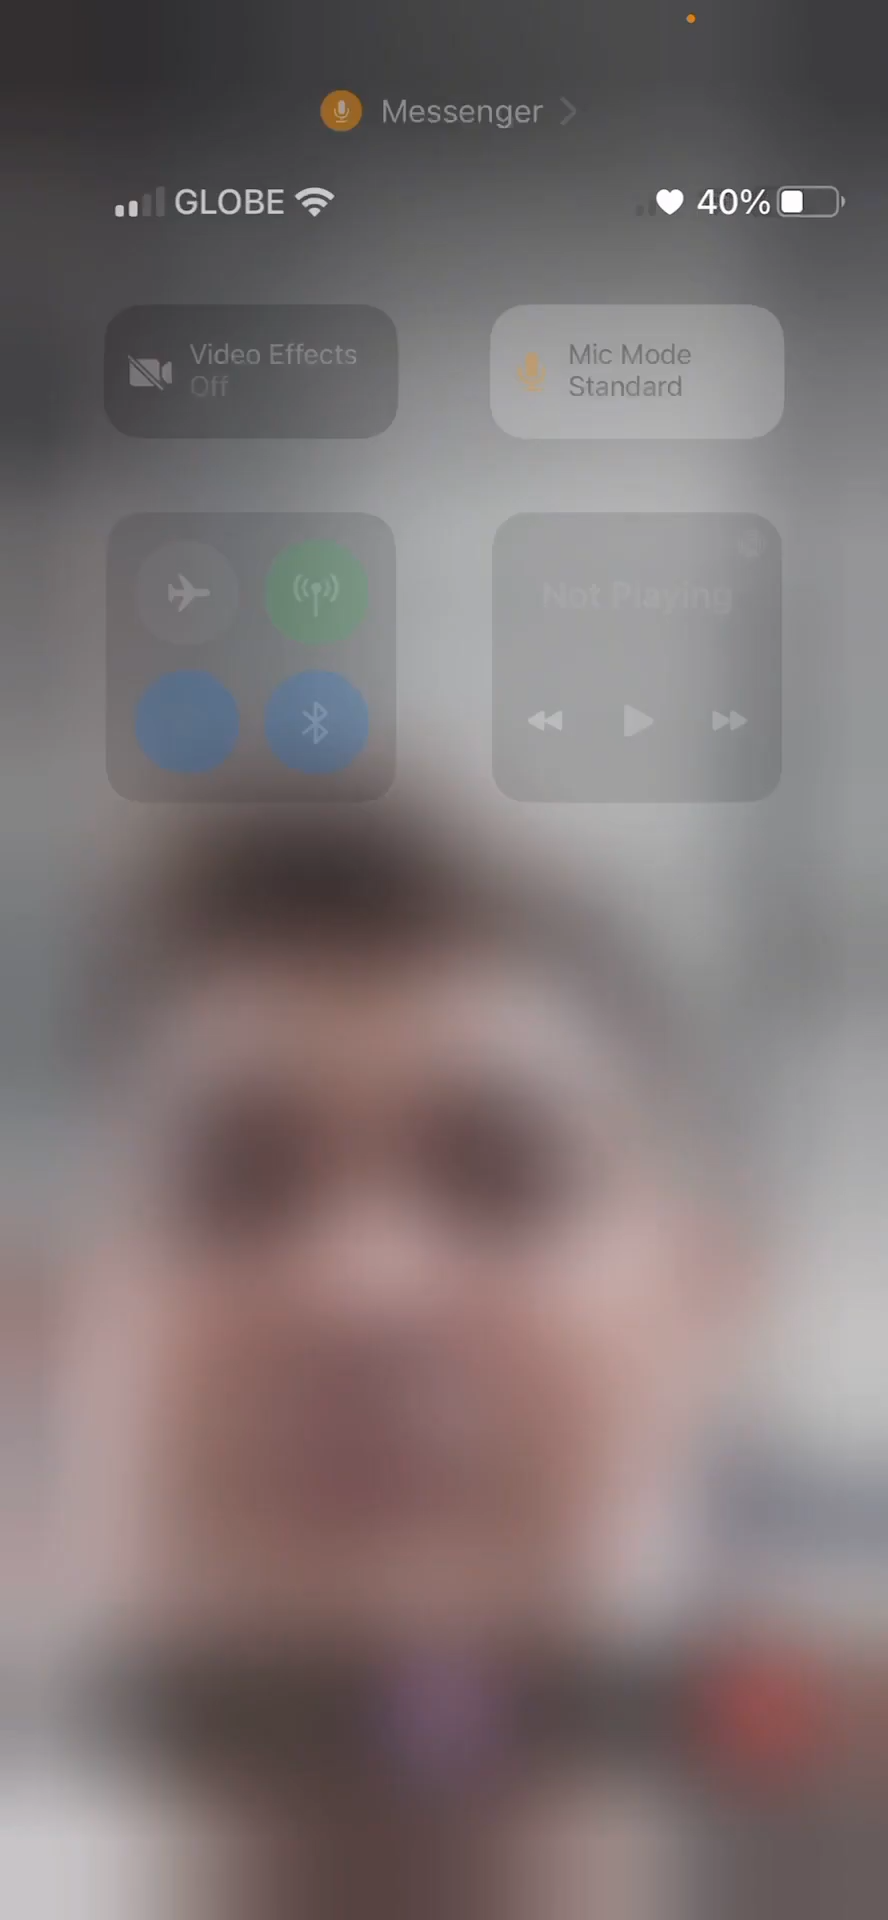 Messenger
GLOBE
40%
Video Effects
Off
Mic Mode
Standard
Not Playing